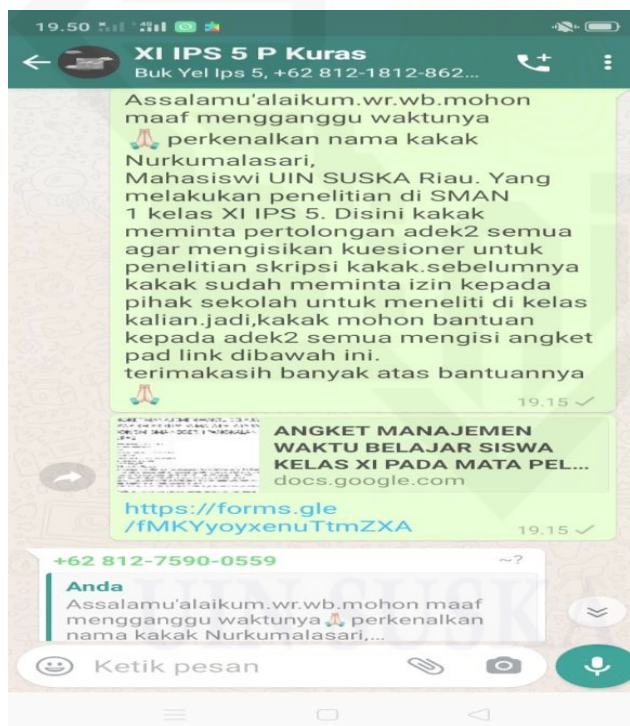 19.50
XI IPS 5 P Kuras
Buk Yel Ips 5, +62 812-1812-862...
Assalamu'alaikum.wr.wb.mohon
maaf mengganggu waktunya
🙏 perkenalkan nama kakak
Nurkumalasari,
Mahasiswi UIN SUSKA Riau. Yang
melakukan penelitian di SMAN
1 kelas XI IPS 5. Disini kakak
meminta pertolongan adek2 semua
agar mengisikan kuesioner untuk
penelitian skripsi kakak.sebelumnya
kakak sudah meminta izin kepada
pihak sekolah untuk meneliti di kelas
kalian.jadi,kakak mohon bantuan
kepada adek2 semua mengisi angket
pad link dibawah ini.
terimakasih banyak atas bantuannya
🙏
19.15
ANGKET MANAJEMEN
WAKTU BELAJAR SISWA
KELAS XI PADA MATA PEL...
docs.google.com
https://forms.gle
/fMKYyoyxenuTtmZXA
19.15
+62 812-7590-0559 ~?
Anda
Assalamu'alaikum.wr.wb.mohon maaf
mengganggu waktunya 🙏 perkenalkan
nama kakak Nurkumalasari,...
Ketik pesan
UIN SUSKA